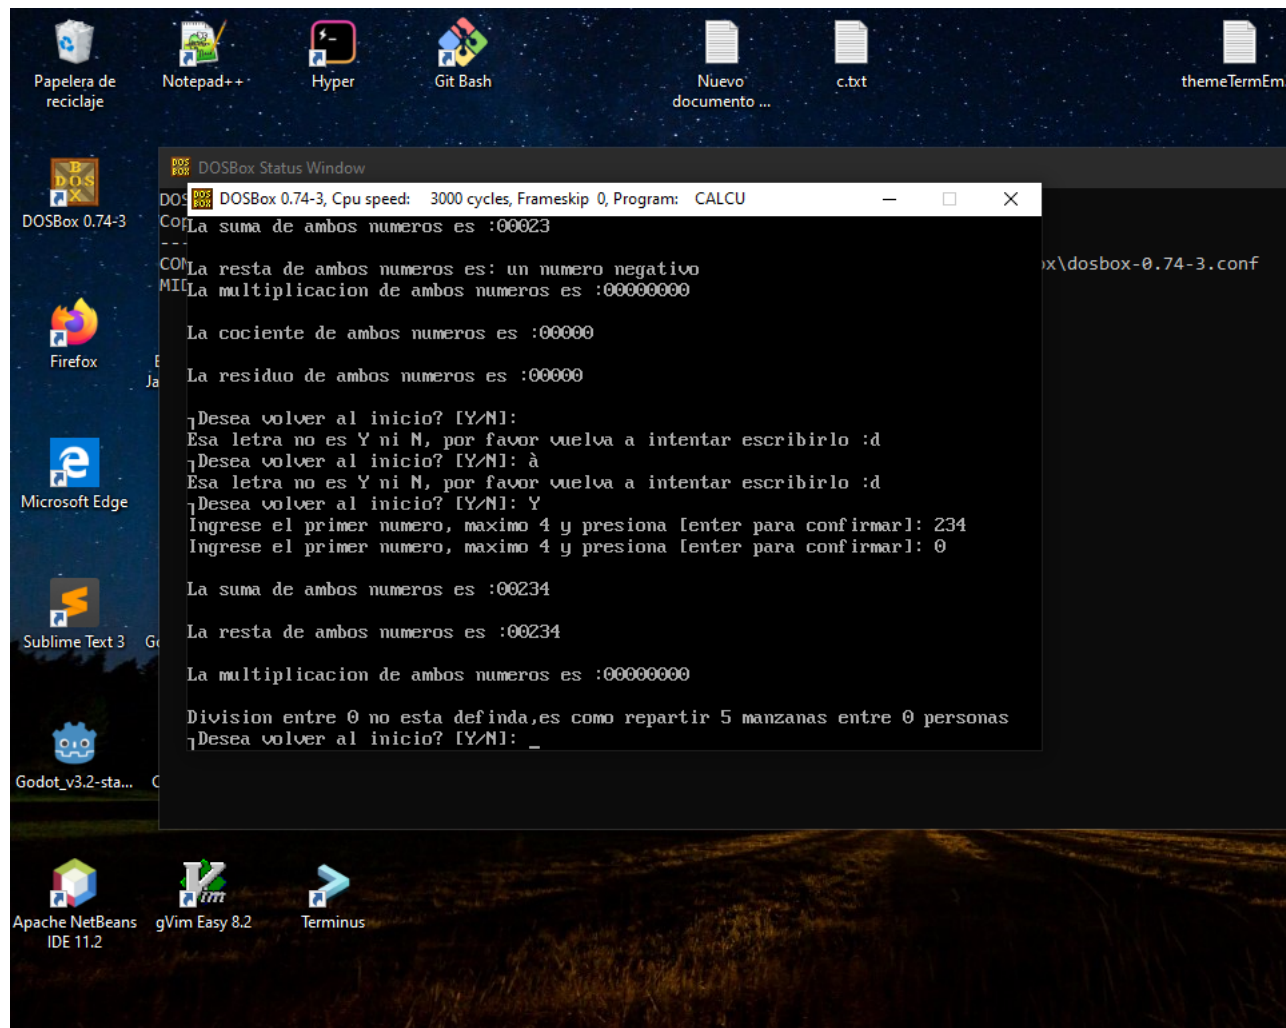 Papelera de
reciclaje
Notepad++
Hyper
Git Bash
Nuevo
documento ...
c.txt
themeTermEm
DOSBox 0.74-3
Firefox
Microsoft Edge
Sublime Text 3
Godot_v3.2-sta...
Apache NetBeans
IDE 11.2
gVim Easy 8.2
Terminus
DOSBox Status Window
x\dosbox-0.74-3.conf
DOSBox 0.74-3, Cpu speed: 3000 cycles, Frameskip 0, Program: CALCU
La suma de ambos numeros es :00023
La resta de ambos numeros es: un numero negativo
La multiplicacion de ambos numeros es :00000000
La cociente de ambos numeros es :00000
La residuo de ambos numeros es :00000
┐Desea volver al inicio? [Y/N]:
Esa letra no es Y ni N, por favor vuelva a intentar escribirlo :d
┐Desea volver al inicio? [Y/N]: à
Esa letra no es Y ni N, por favor vuelva a intentar escribirlo :d
┐Desea volver al inicio? [Y/N]: Y
Ingrese el primer numero, maximo 4 y presiona [enter para confirmar]: 234
Ingrese el primer numero, maximo 4 y presiona [enter para confirmar]: 0
La suma de ambos numeros es :00234
La resta de ambos numeros es :00234
La multiplicacion de ambos numeros es :00000000
Division entre 0 no esta definda,es como repartir 5 manzanas entre 0 personas
┐Desea volver al inicio? [Y/N]: _